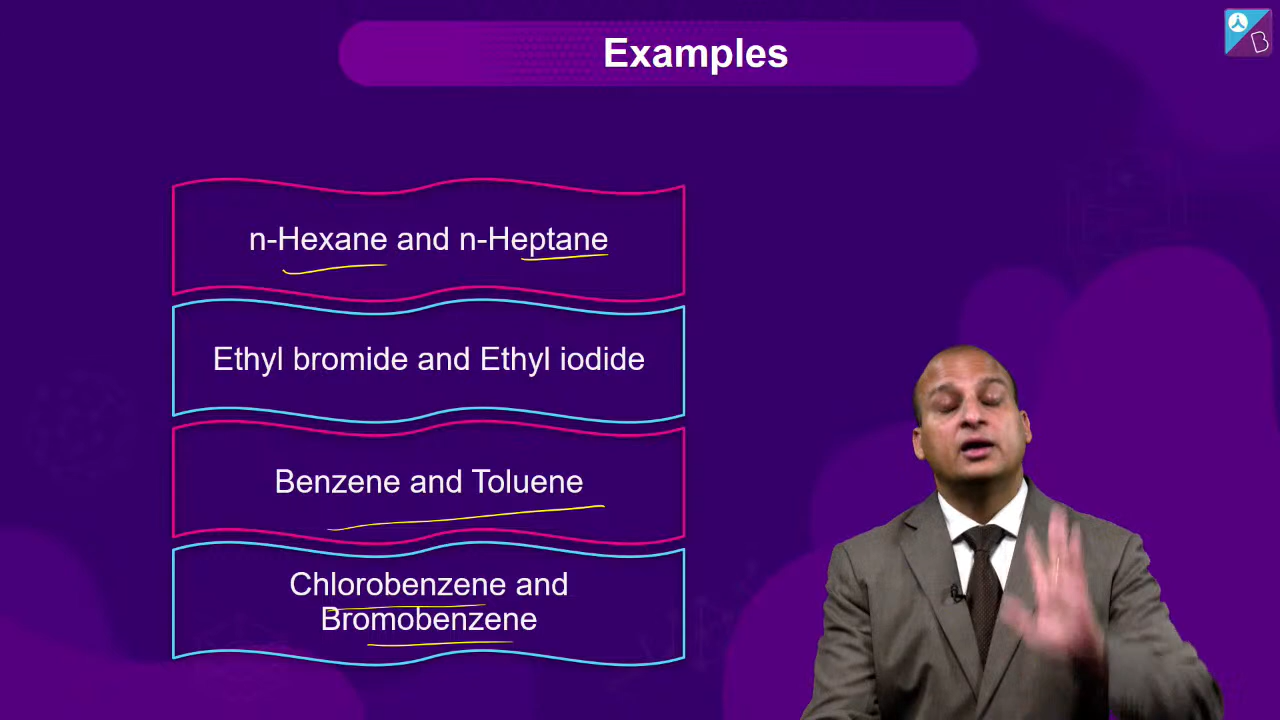 Examples
n-Hexane and n-Heptane
Ethyl bromide and Ethyl iodide
Benzene and Toluene
Chlorobenzene and
Bromobenzene
B